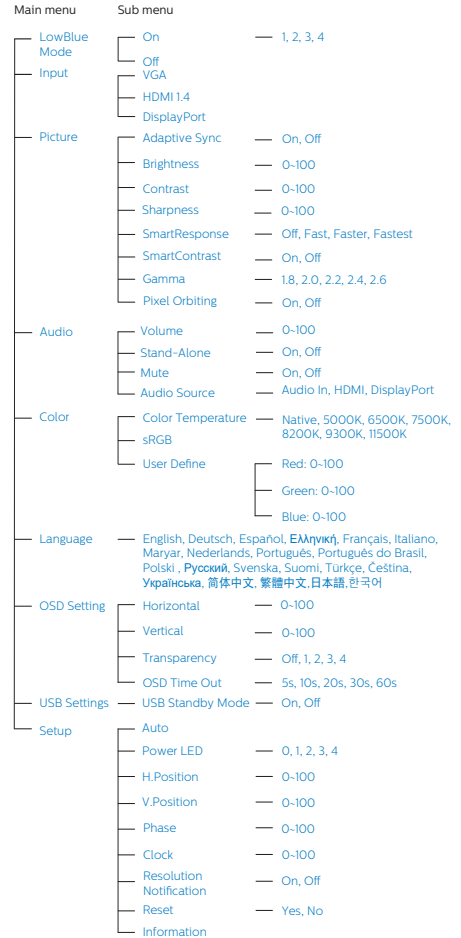 Main menu Sub menu
LowBlue Mode On 1, 2, 3, 4
Off
Input VGA
HDMI 1.4
DisplayPort
Picture Adaptive Sync On, Off
Brightness 0~100
Contrast 0~100
Sharpness 0~100
SmartResponse Off, Fast, Faster, Fastest
SmartContrast On, Off
Gamma 1.8, 2.0, 2.2, 2.4, 2.6
Pixel Orbiting On, Off
Audio Volume 0~100
Stand-Alone On, Off
Mute On, Off
Audio Source Audio In, HDMI, DisplayPort
Color Color Temperature Native, 5000K, 6500K, 7500K,
8200K, 9300K, 11500K
sRGB
User Define Red: 0~100
Green: 0~100
Blue: 0~100
Language English, Deutsch, Español, Ελληνική, Français, Italiano,
Maryar, Nederlands, Português, Português do Brasil,
Polski , Русский, Svenska, Suomi, Türkçe, Čeština,
Українська, 简体中文, 繁體中文,日本語,한국어
OSD Setting Horizontal 0~100
Vertical 0~100
Transparency Off, 1, 2, 3, 4
OSD Time Out 5s, 10s, 20s, 30s, 60s
USB Settings USB Standby Mode On, Off
Setup Auto
Power LED 0, 1, 2, 3, 4
H.Position 0~100
V.Position 0~100
Phase 0~100
Clock 0~100
Resolution
Notification On, Off
Reset Yes, No
Information